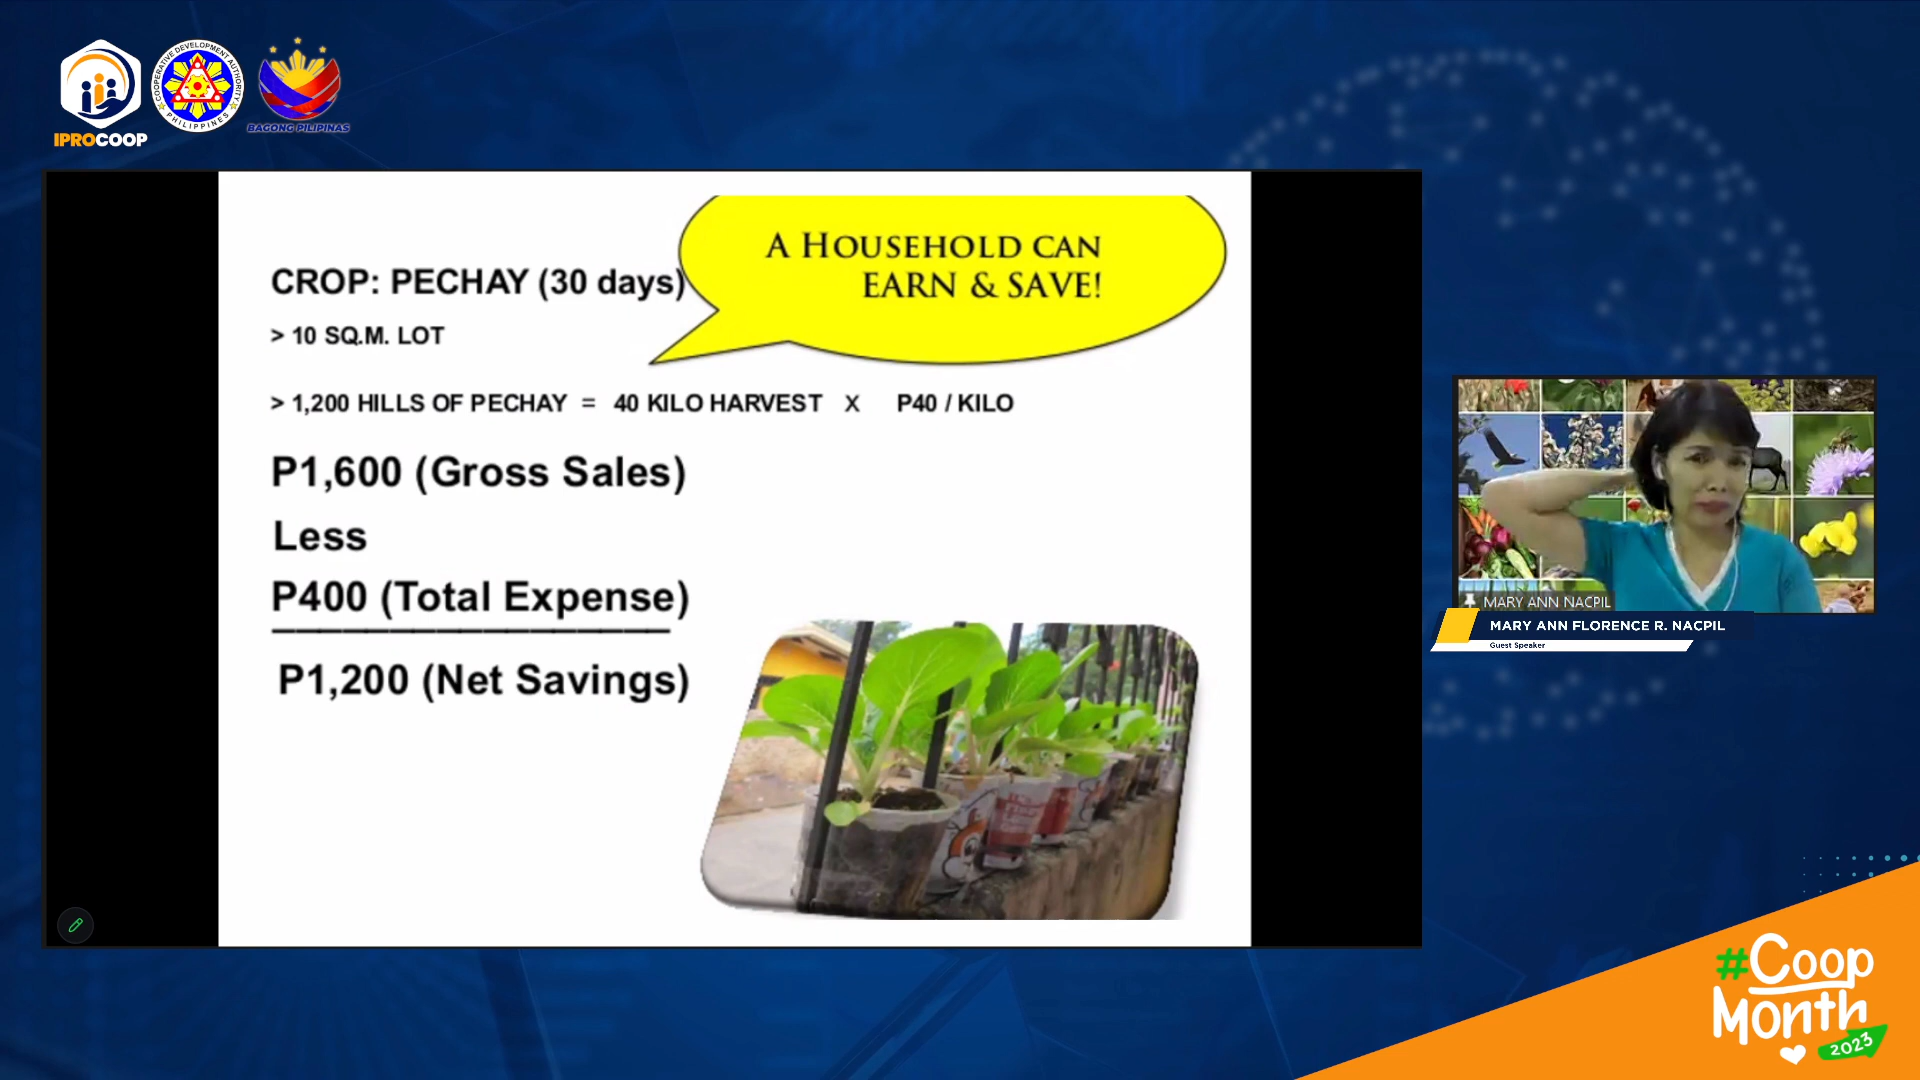 IPROCOOP
COOPERATIVE DEVELOPMENT AUTHORITY
PHILIPPINES
BAGONG PILIPINAS
A HOUSEHOLD CAN
EARN & SAVE!
CROP: PECHAY (30 days)
> 10 SQ.M. LOT
> 1,200 HILLS OF PECHAY = 40 KILO HARVEST X P40 / KILO
P1,600 (Gross Sales)
Less
P400 (Total Expense)
P1,200 (Net Savings)
MARY ANN NACPIL
MARY ANN FLORENCE R. NACPIL
Guest Speaker
#Coop
Month
2023